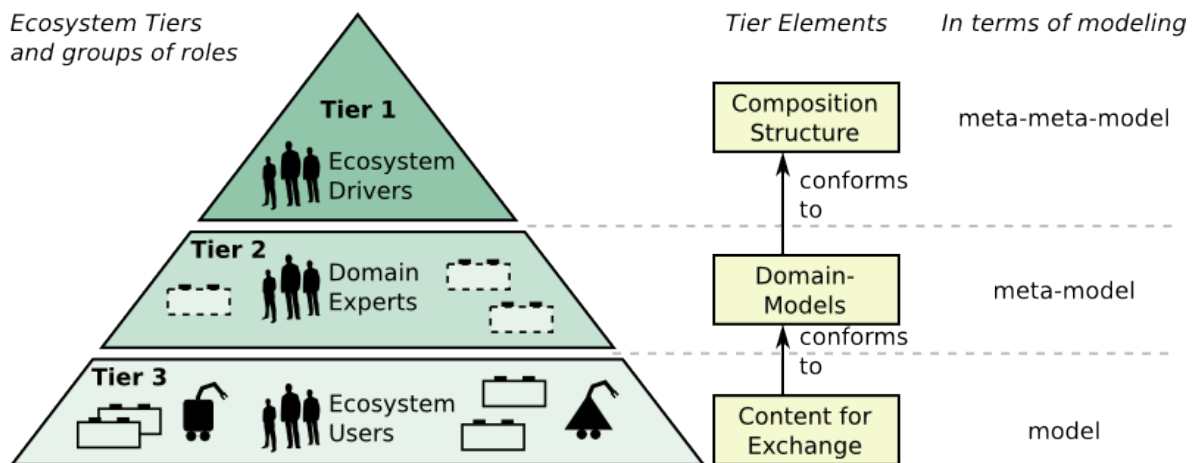 Ecosystem Tiers
and groups of roles
Tier Elements
In terms of modeling
Tier 1
Ecosystem
Drivers
Composition
Structure
meta-meta-model
conforms
to
Tier 2
Domain
Experts
Domain-
Models
meta-model
conforms
to
Tier 3
Ecosystem
Users
Content for
Exchange
model